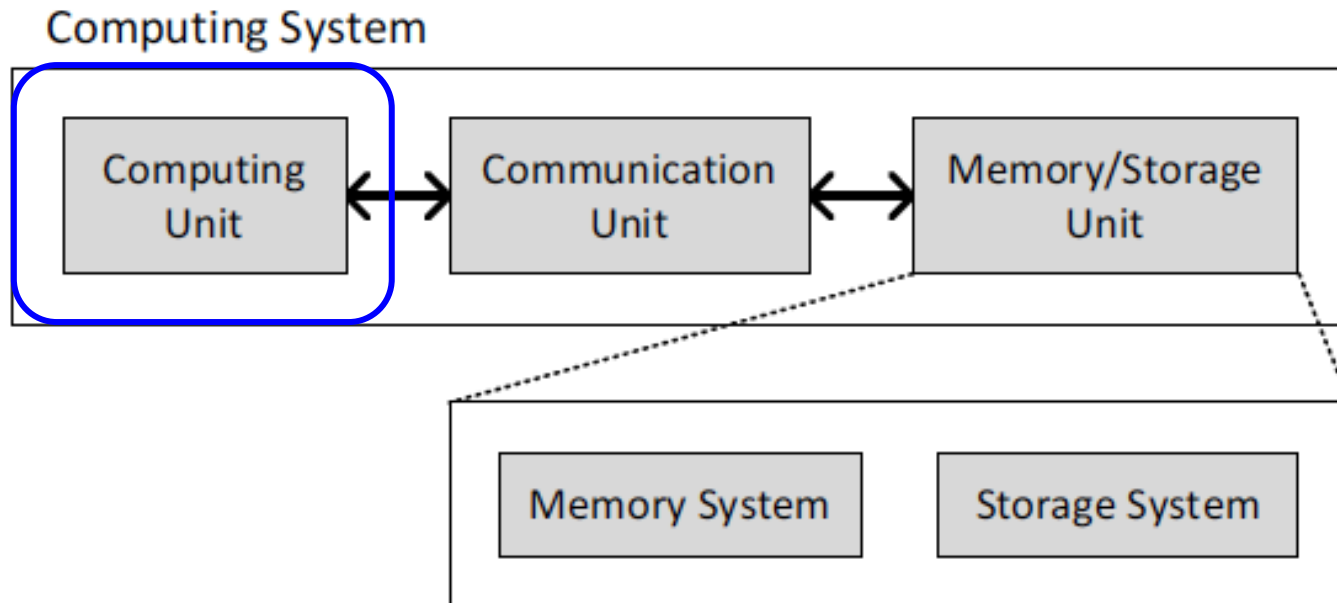 Computing System
Computing
Unit
Communication
Unit
Memory/Storage
Unit
Memory System
Storage System